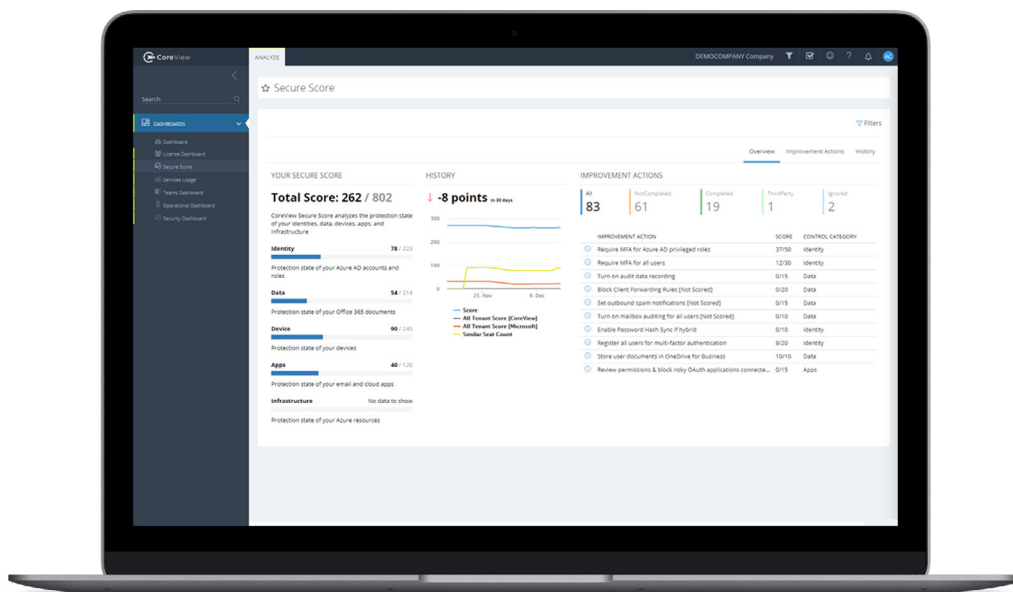 CoreView
ANALYZE
DEMOCOMPANY Company
?
AC
Search
DASHBOARDS
Dashboard
License Dashboard
Secure Score
Services Usage
Teams Dashboard
Operational Dashboard
Security Dashboard
Secure Score
Filters
Overview Improvement Actions History
YOUR SECURE SCORE
Total Score: 262 / 802
CoreView Secure Score analyzes the protection state
of your identities, data, devices, apps, and
infrastructure
Identity 78 / 223
Protection state of your Azure AD accounts and
roles
Data 54 / 214
Protection state of your Office 365 documents
Device 90 / 245
Protection state of your devices
Apps 40 / 120
Protection state of your email and cloud apps
Infrastructure No data to show
Protection state of your Azure resources
HISTORY
-8 points in 30 days
300
200
100
0
25. Nov 9. Dec
Score
All Tenant Score [CoreView]
All Tenant Score [Microsoft]
Similar Seat Count
IMPROVEMENT ACTIONS
All NotCompleted Completed ThirdParty Ignored
83 61 19 1 2
IMPROVEMENT ACTION SCORE CONTROL CATEGORY
Require MFA for Azure AD privileged roles 37/50 Identity
Require MFA for all users 12/30 Identity
Turn on audit data recording 0/15 Data
Block Client Forwarding Rules [Not Scored] 0/20 Data
Set outbound spam notifications [Not Scored] 0/15 Data
Turn on mailbox auditing for all users [Not Scored] 0/10 Data
Enable Password Hash Sync if hybrid 0/10 Identity
Register all users for multi-factor authentication 8/20 Identity
Store user documents in OneDrive for Business 10/10 Data
Review permissions & block risky OAuth applications connecte... 0/15 Apps